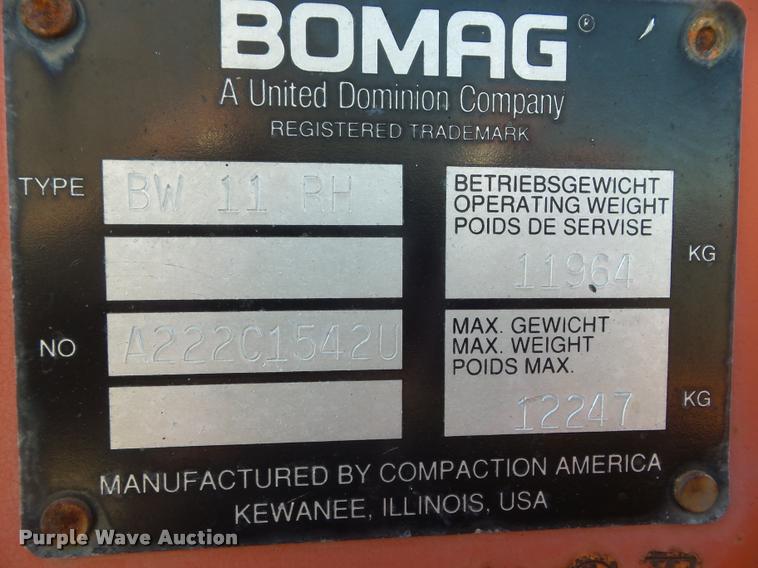 BOMAG®
A United Dominion Company
REGISTERED TRADEMARK
TYPE BW 11 RH
BETRIEBSGEWICHT
OPERATING WEIGHT
POIDS DE SERVISE
11964 KG
NO A222C1542U
MAX. GEWICHT
MAX. WEIGHT
POIDS MAX.
12247 KG
MANUFACTURED BY COMPACTION AMERICA
KEWANEE, ILLINOIS, USA
Purple Wave Auction